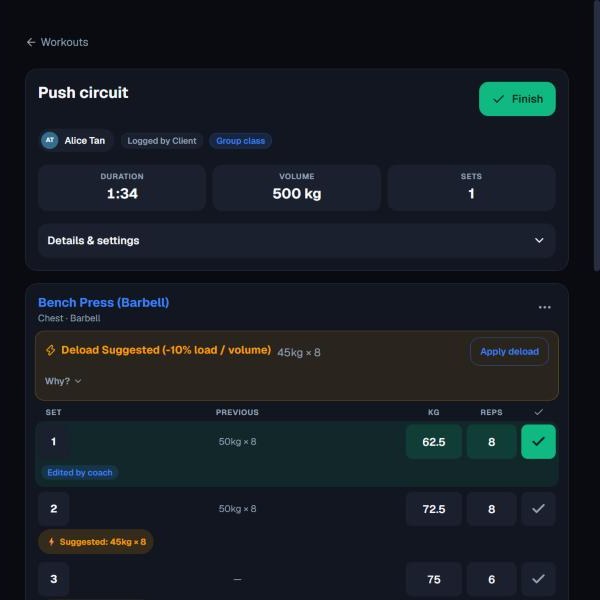 Workouts
Push circuit
Finish
AT Alice Tan Logged by Client Group class
DURATION VOLUME SETS
1:34 500 kg 1
Details & settings
Bench Press (Barbell)
Chest · Barbell
Deload Suggested (-10% load / volume) 45kg × 8 Apply deload
Why?
SET PREVIOUS KG REPS ✓
1 50kg × 8 62.5 8 ✓
Edited by coach
2 50kg × 8 72.5 8 ✓
Suggested: 45kg × 8
3 — 75 6 ✓